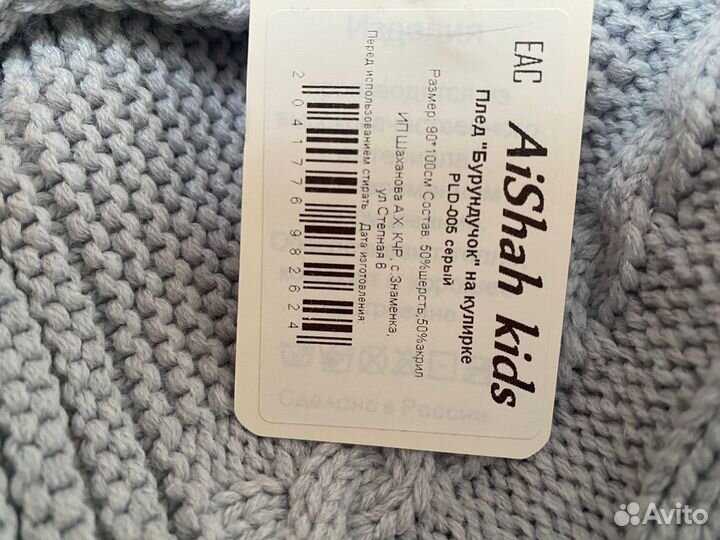 EAC
AiShah kids
Плед "Бурундучок" на кулирке
PLD-005 серый
Размер: 90*100см Состав: 50%шерсть,50%акрил
ИП Шаханова А.Х, КЧР, с.Знаменка,
ул Степная 6
Перед использованием стирать Дата изготовления:
2041776982624
Сделано в России
Avito